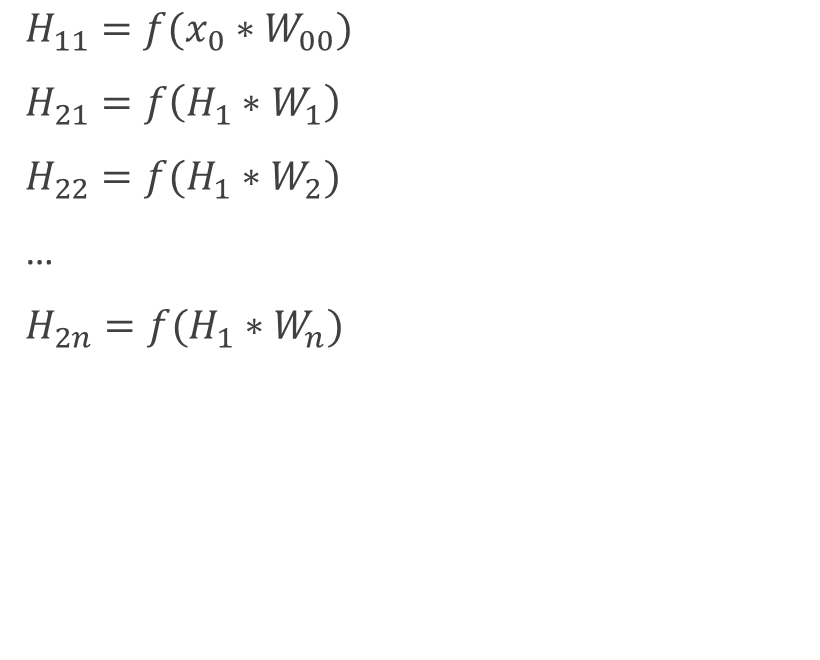 H₁₁ = f(x₀ * W₀₀)
H₂₁ = f(H₁ * W₁)
H₂₂ = f(H₁ * W₂)
...
H₂ₙ = f(H₁ * Wₙ)